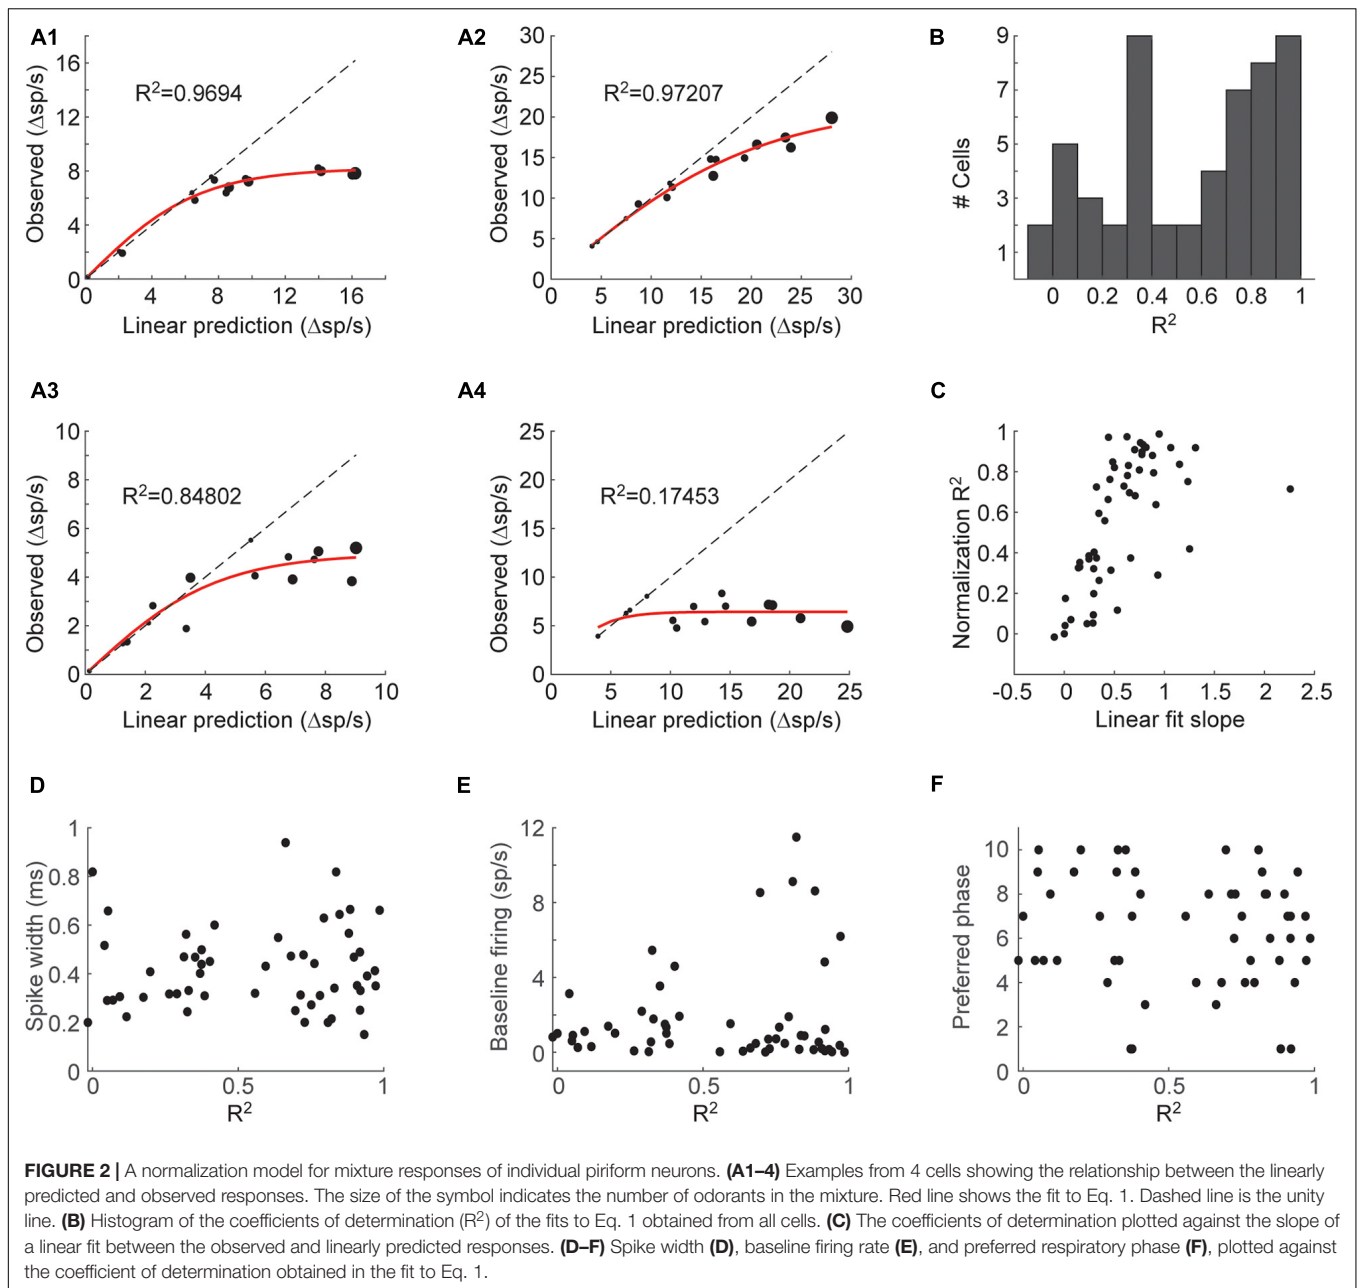 A1
16
12
8
4
0
0 4 8 12 16
R²=0.9694
Observed (Δsp/s)
Linear prediction (Δsp/s)
A2
30
25
20
15
10
5
0
0 5 10 15 20 25 30
R²=0.97207
Observed (Δsp/s)
Linear prediction (Δsp/s)
B
9
7
5
3
1
0 0.2 0.4 0.6 0.8 1
# Cells
R²
A3
10
8
6
4
2
0
0 2 4 6 8 10
R²=0.84802
Observed (Δsp/s)
Linear prediction (Δsp/s)
A4
25
20
15
10
5
0
0 5 10 15 20 25
R²=0.17453
Observed (Δsp/s)
Linear prediction (Δsp/s)
C
1
0.8
0.6
0.4
0.2
0
-0.5 0 0.5 1 1.5 2 2.5
Normalization R²
Linear fit slope
D
1
0.8
0.6
0.4
0.2
0
0 0.5 1
Spike width (ms)
R²
E
12
8
4
0
0 0.5 1
Baseline firing (sp/s)
R²
F
10
8
6
4
2
0
0 0.5 1
Preferred phase
R²
FIGURE 2 | A normalization model for mixture responses of individual piriform neurons. (A1–4) Examples from 4 cells showing the relationship between the linearly
predicted and observed responses. The size of the symbol indicates the number of odorants in the mixture. Red line shows the fit to Eq. 1. Dashed line is the unity
line. (B) Histogram of the coefficients of determination (R²) of the fits to Eq. 1 obtained from all cells. (C) The coefficients of determination plotted against the slope of
a linear fit between the observed and linearly predicted responses. (D–F) Spike width (D), baseline firing rate (E), and preferred respiratory phase (F), plotted against
the coefficient of determination obtained in the fit to Eq. 1.